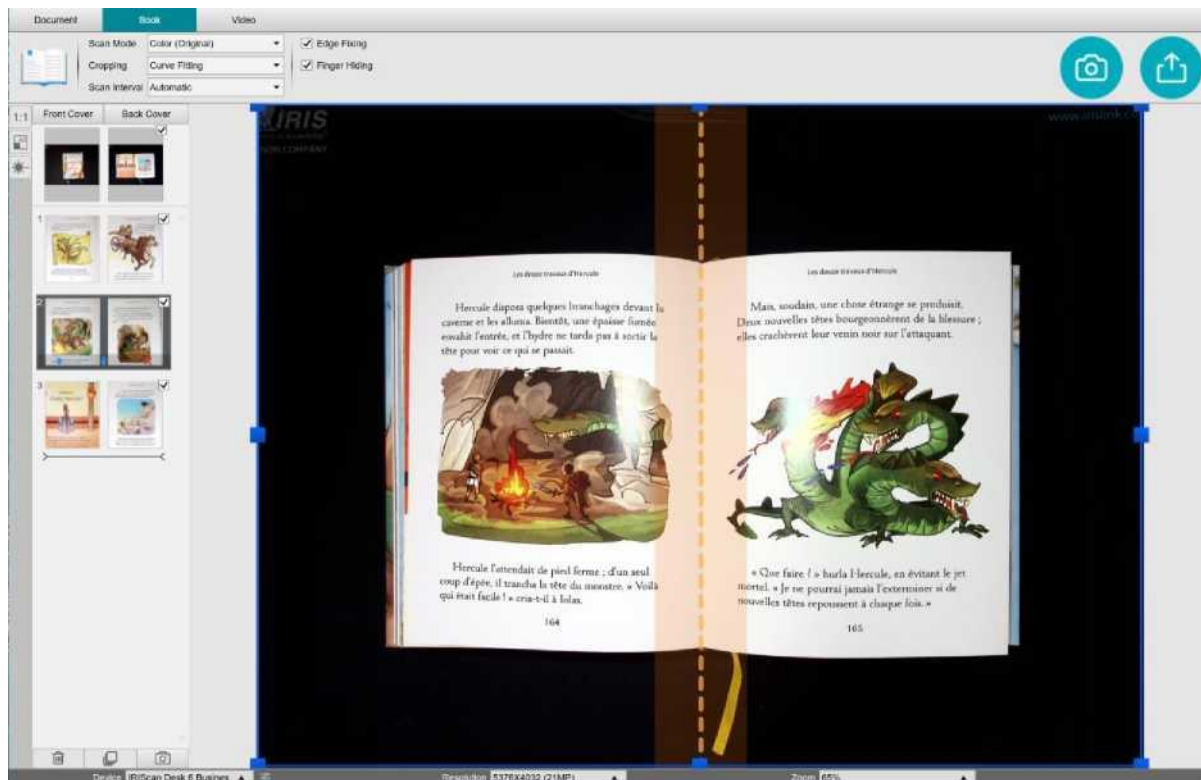 Document Book Video
Scan Mode Color (Original)
Edge Fixing
Cropping Curve Fitting
Finger Hiding
Scan Interval Automatic
1:1
Front Cover Back Cover
1
2
3
IRIS
COMPANY
Les douze travaux d'Hercule
Hercule disposa quelques branchages devant la
caverne et les alluma. Bientôt, une épaisse fumée
envahit l'entrée, et l'hydre ne tarda pas à sortir la
tête pour voir ce qui se passait.
Hercule l'attendait de pied ferme ; d'un seul
coup d'épée, il trancha la tête du monstre. « Voilà
qui était facile ! » cria-t-il à Iolas.
164
Les douze travaux d'Hercule
Mais, soudain, une chose étrange se produisit.
Deux nouvelles têtes bourgeonnèrent de la blessure ;
elles crachèrent leur venin noir sur l'attaquant.
« Que faire ? » hurla Hercule, en évitant le jet
mortel. « Je ne pourrai jamais l'exterminer si de
nouvelles têtes repoussent à chaque fois. »
165
Device IRIScan Desk 6 Busines
Resolution 5376X4032 (21MP)
Zoom 65%